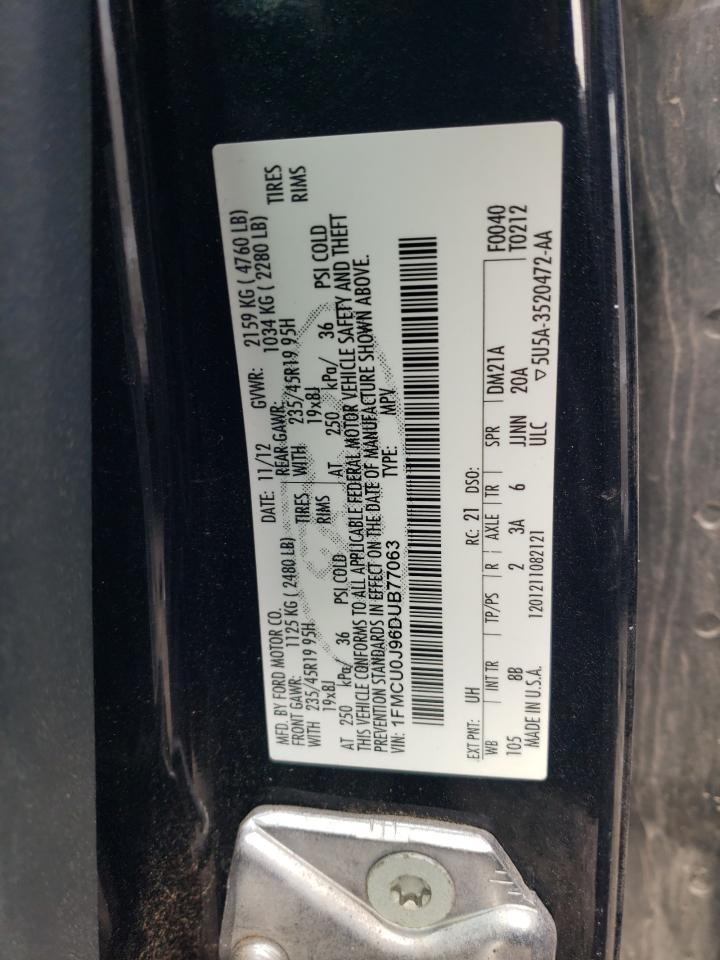 MFD. BY FORD MOTOR CO.
DATE: 11/12 GVWR: 2159 KG ( 4760 LB)
FRONT GAWR: 1125 KG ( 2480 LB) REAR GAWR: 1034 KG ( 2280 LB)
WITH 235/45R19 95H TIRES WITH 235/45R19 95H TIRES
19x8J RIMS 19x8J RIMS
AT 250 kPa/ 36 PSI COLD AT 250 kPa/ 36 PSI COLD
THIS VEHICLE CONFORMS TO ALL APPLICABLE FEDERAL MOTOR VEHICLE SAFETY AND THEFT
PREVENTION STANDARDS IN EFFECT ON THE DATE OF MANUFACTURE SHOWN ABOVE.
VIN: 1FMCU0J96DUB77063 TYPE: MPV
EXT PNT: UH RC: 21 DSO: F0040
WB INT TR TP/PS R AXLE TR SPR DM21A T0212
105 8B 2 3A 6 JJNN 20A
MADE IN U.S.A. 1201211082121 ULC ▽5U5A-3520472-AA